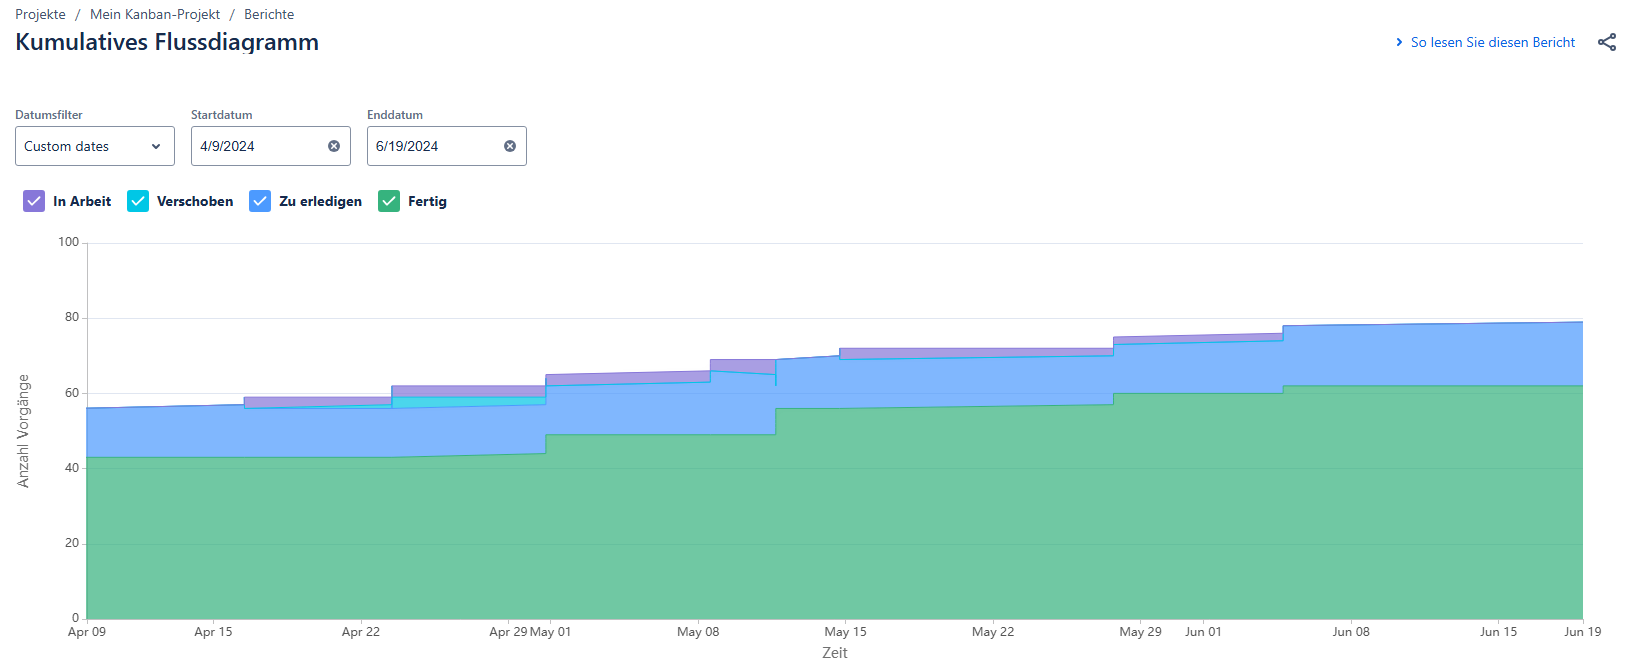 Projekte / Mein Kanban-Projekt / Berichte
Kumulatives Flussdiagramm
So lesen Sie diesen Bericht
Datumsfilter Startdatum Enddatum
Custom dates 4/9/2024 6/19/2024
In Arbeit Verschoben Zu erledigen Fertig
100
80
60
40
20
0
Anzahl Vorgänge
Apr 09 Apr 15 Apr 22 Apr 29 May 01 May 08 May 15 May 22 May 29 Jun 01 Jun 08 Jun 15 Jun 19
Zeit